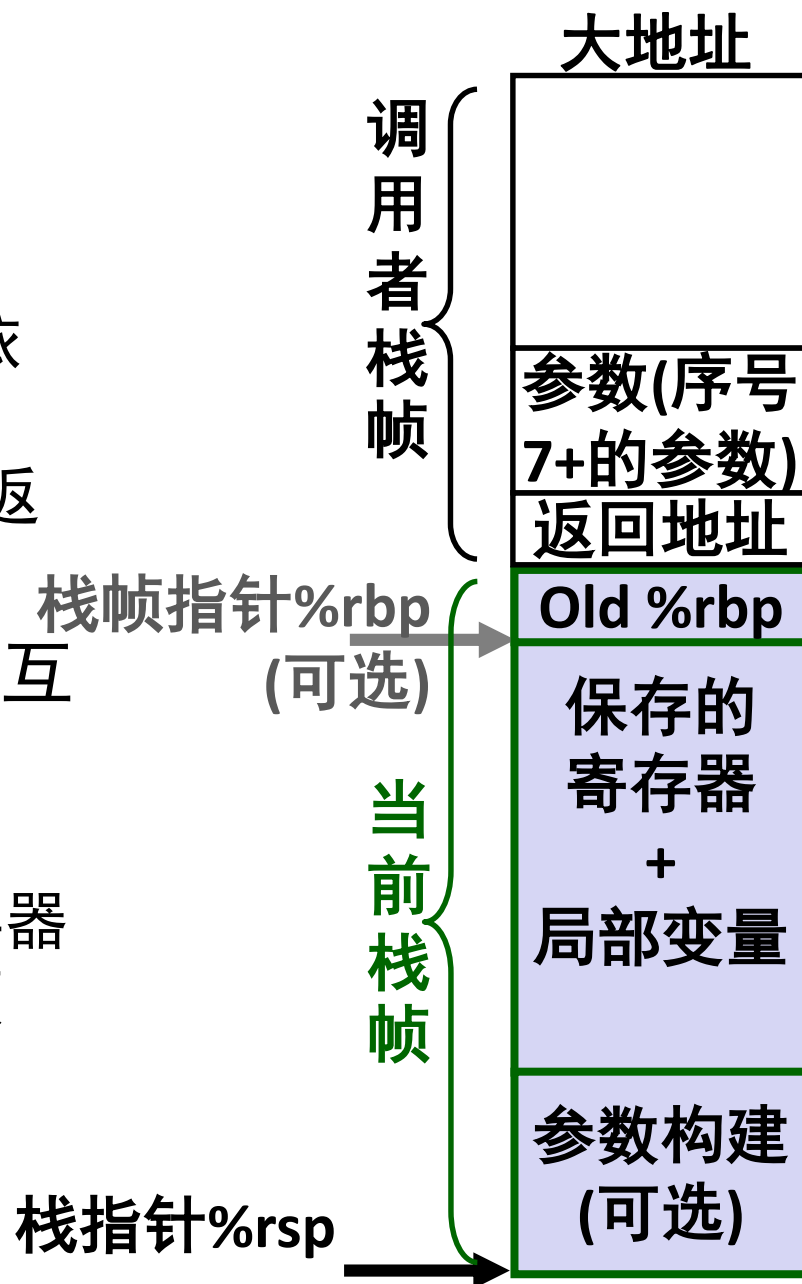 大地址
调
用
者
栈
帧
参数(序号
7+的参数)
返回地址
返
栈帧指针%rbp
(可选)
Old %rbp
互
保存的
寄存器
+
局部变量
当
前
栈
帧
器
参数构建
(可选)
栈指针%rsp